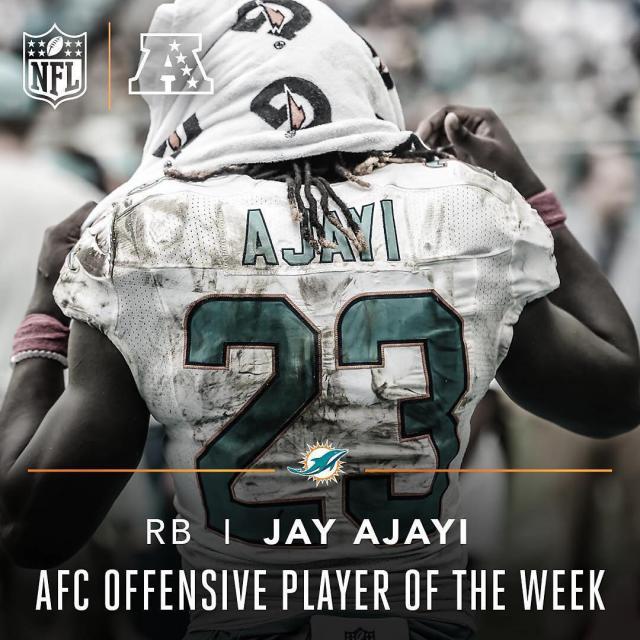 NFL
A
AJAYI
23
RB | JAY AJAYI
AFC OFFENSIVE PLAYER OF THE WEEK